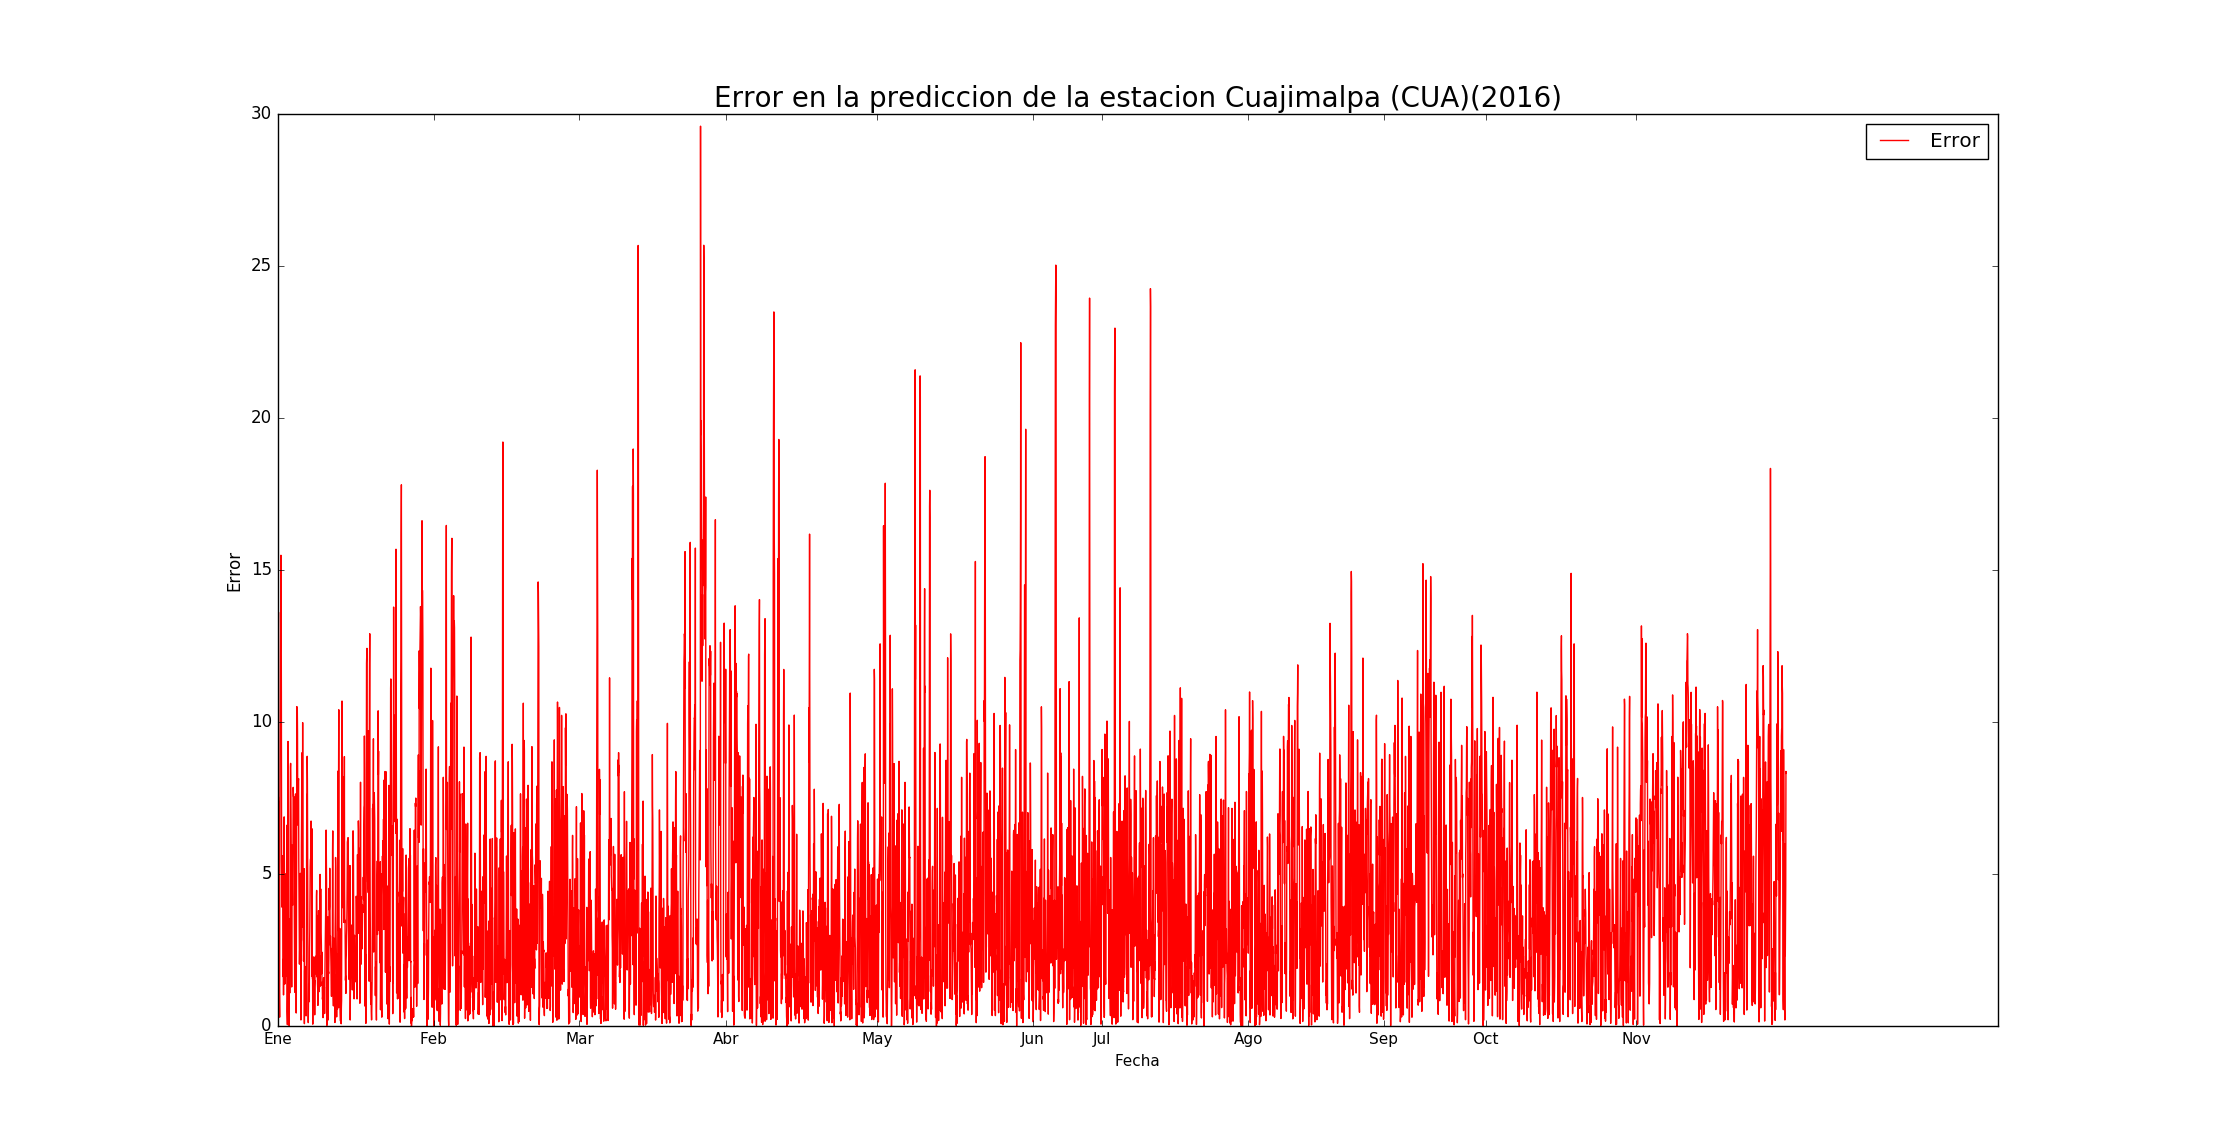 Error en la prediccion de la estacion Cuajimalpa (CUA)(2016)
30
Error
25
20
15
Error
10
5
0
Ene Feb Mar Abr May Jun Jul Ago Sep Oct Nov
Fecha